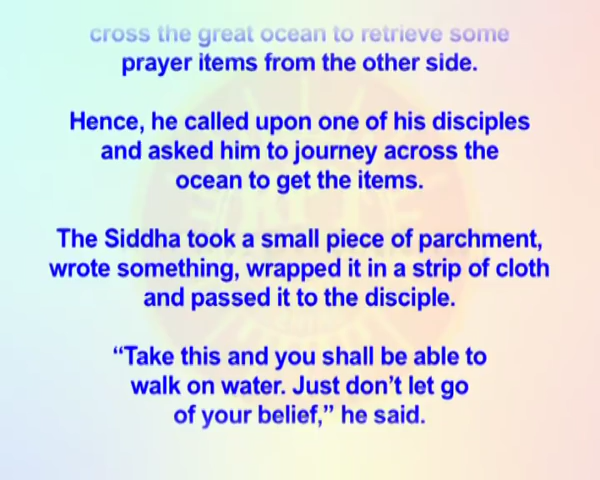 cross the great ocean to retrieve some
prayer items from the other side.
Hence, he called upon one of his disciples
and asked him to journey across the
ocean to get the items.
The Siddha took a small piece of parchment,
wrote something, wrapped it in a strip of cloth
and passed it to the disciple.
“Take this and you shall be able to
walk on water. Just don’t let go
of your belief,” he said.